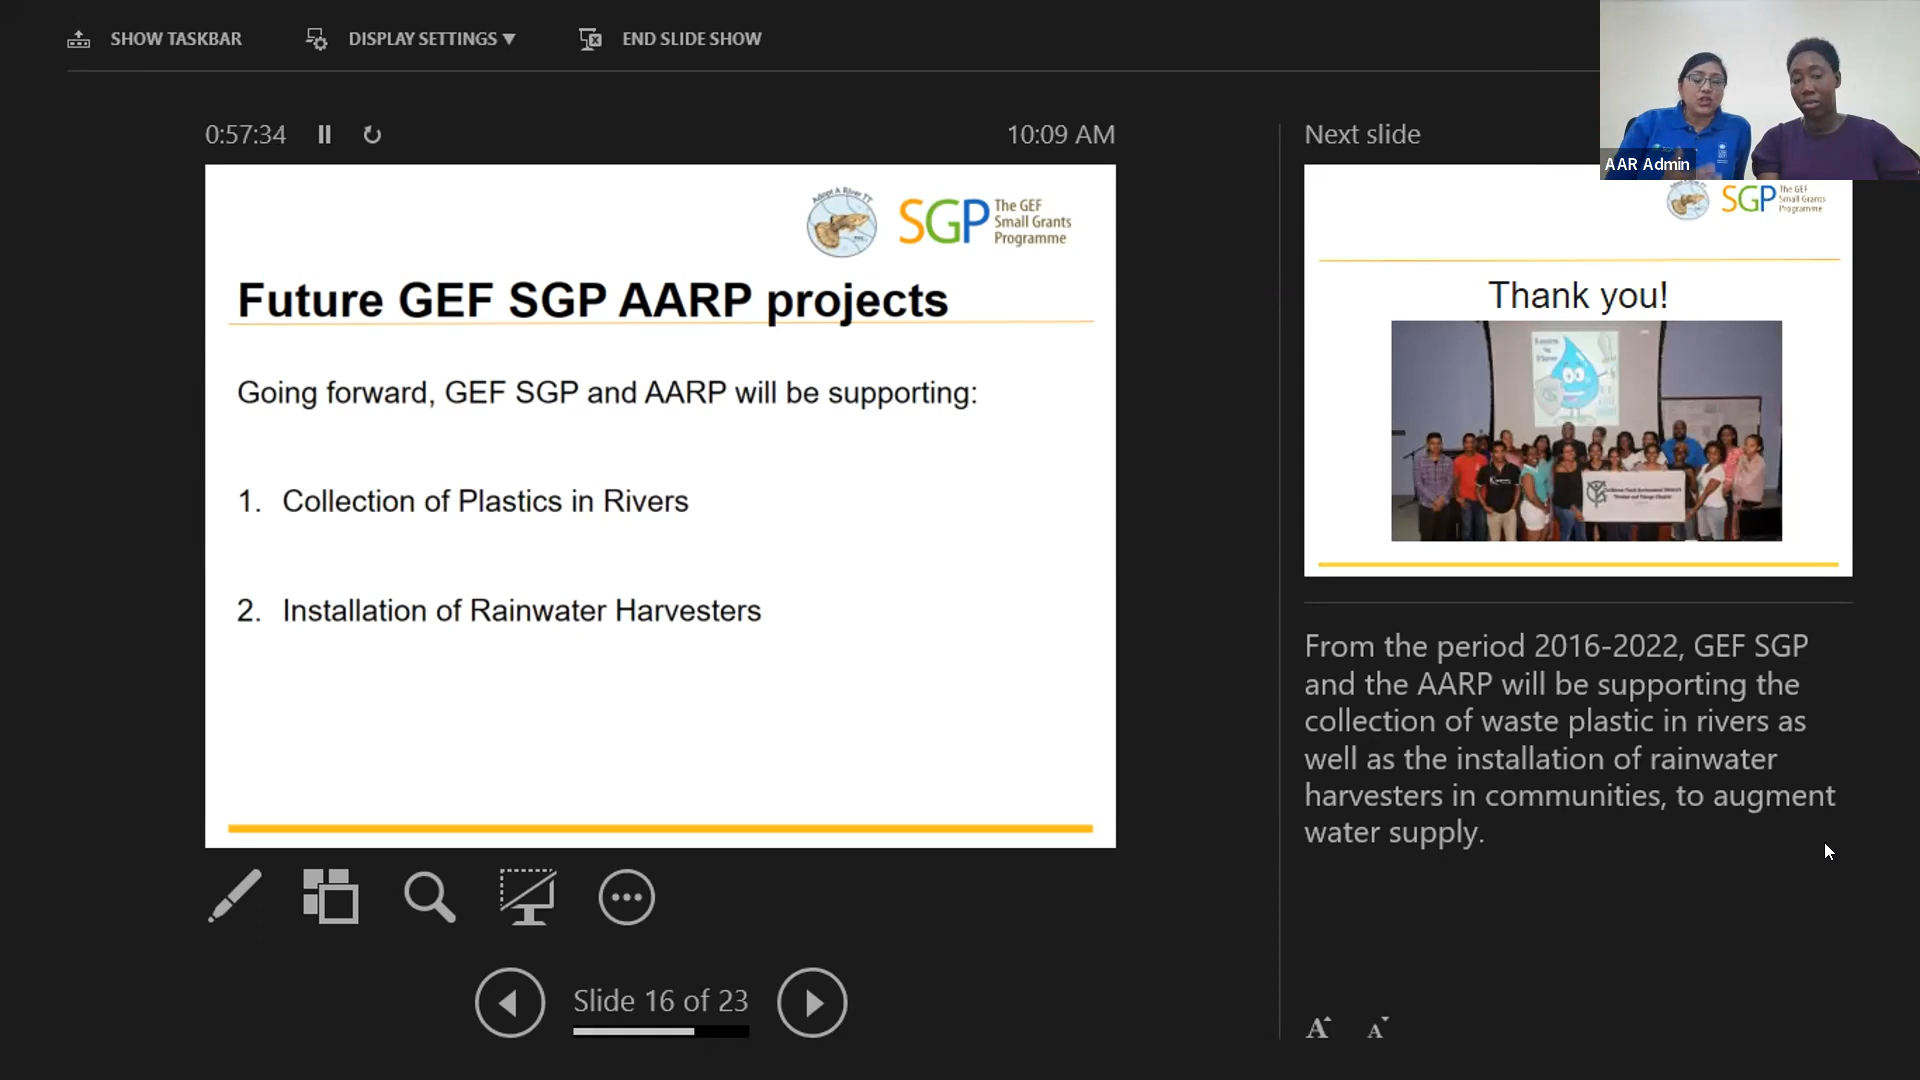 SHOW TASKBAR
DISPLAY SETTINGS
END SLIDE SHOW
AAR Admin
0:57:34
10:09 AM
Adopt A River TT
SGP The GEF
Small Grants
Programme
Future GEF SGP AARP projects
Going forward, GEF SGP and AARP will be supporting:
1. Collection of Plastics in Rivers
2. Installation of Rainwater Harvesters
Slide 16 of 23
Next slide
SGP The GEF
Small Grants
Programme
Thank you!
From the period 2016-2022, GEF SGP
and the AARP will be supporting the
collection of waste plastic in rivers as
well as the installation of rainwater
harvesters in communities, to augment
water supply.
A A